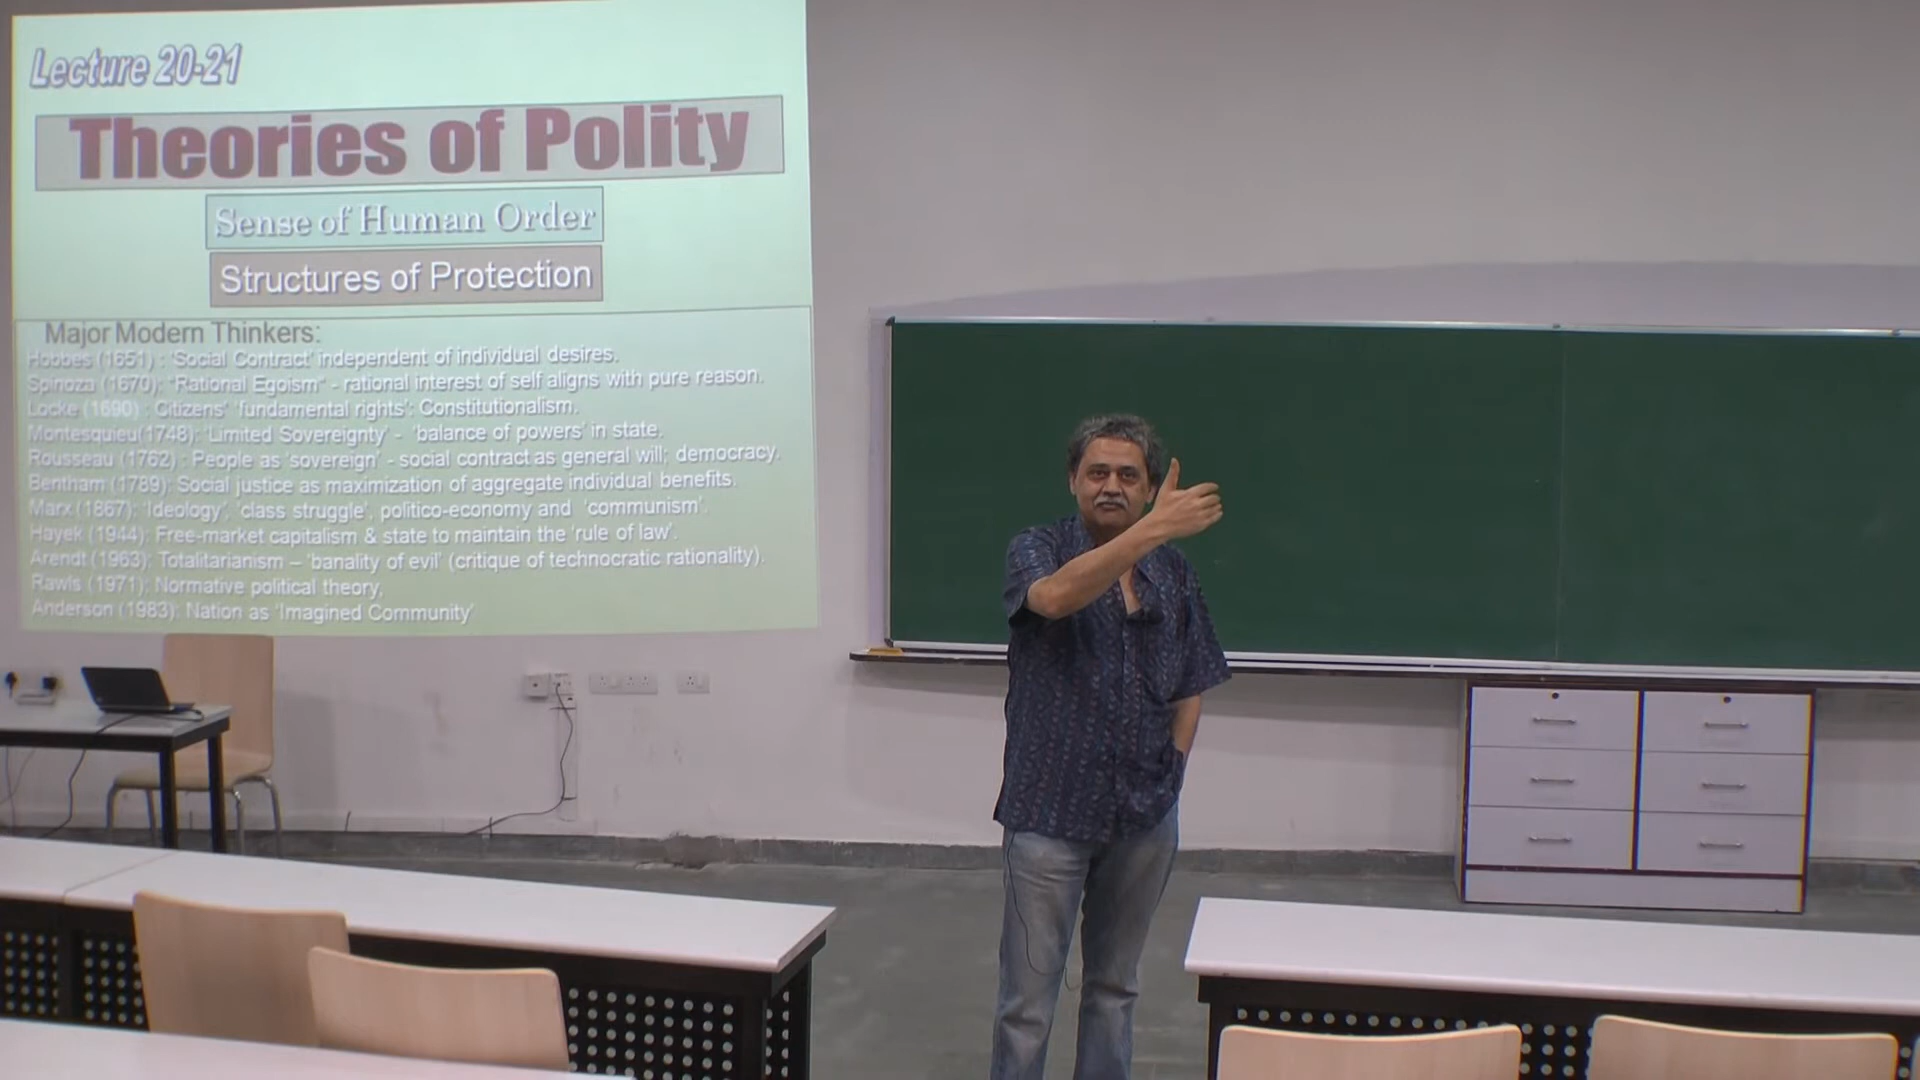 Lecture 20-21
Theories of Polity
Sense of Human Order
Structures of Protection
Major Modern Thinkers:
Hobbes (1651) : 'Social Contract' independent of individual desires.
Spinoza (1670): "Rational Egoism" - rational interest of self aligns with pure reason.
Locke (1690) : Citizens' 'fundamental rights': Constitutionalism.
Montesquieu(1748): 'Limited Sovereignty' - 'balance of powers' in state.
Rousseau (1762) : People as 'sovereign' - social contract as general will; democracy.
Bentham (1789): Social justice as maximization of aggregate individual benefits.
Marx (1867): 'Ideology', 'class struggle', politico-economy and 'communism'.
Hayek (1944): Free-market capitalism & state to maintain the 'rule of law'.
Arendt (1963): Totalitarianism – 'banality of evil' (critique of technocratic rationality).
Rawls (1971): Normative political theory,
Anderson (1983): Nation as 'Imagined Community'